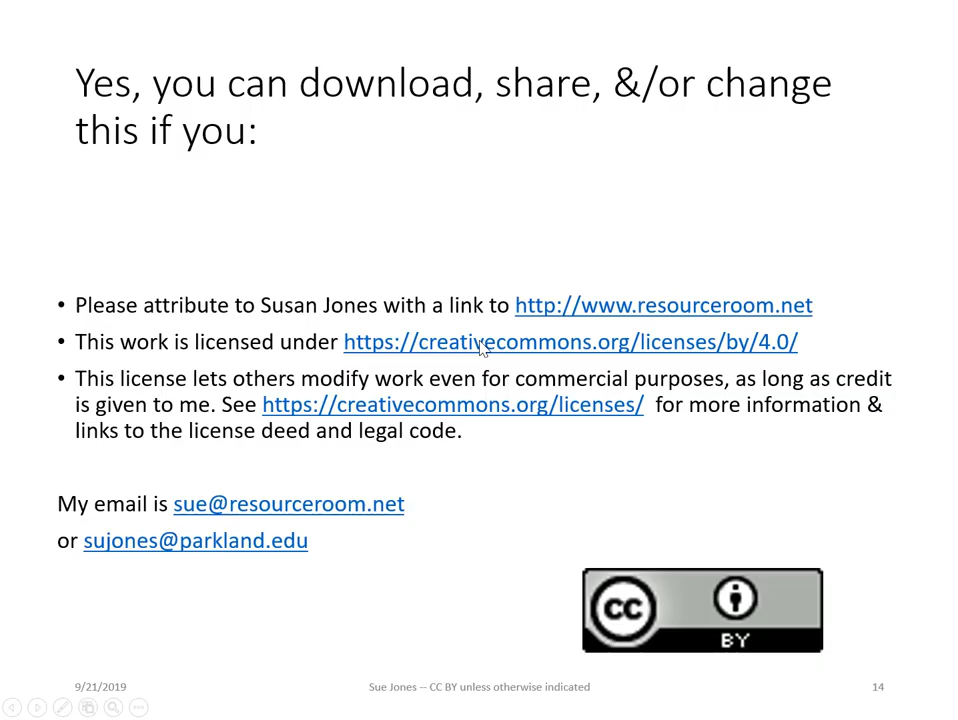 Yes, you can download, share, &/or change
this if you:
• Please attribute to Susan Jones with a link to http://www.resourceroom.net
• This work is licensed under https://creativecommons.org/licenses/by/4.0/
• This license lets others modify work even for commercial purposes, as long as credit
is given to me. See https://creativecommons.org/licenses/ for more information &
links to the license deed and legal code.
My email is sue@resourceroom.net
or sujones@parkland.edu
CC
BY
9/21/2019 Sue Jones -- CC BY unless otherwise indicated 14